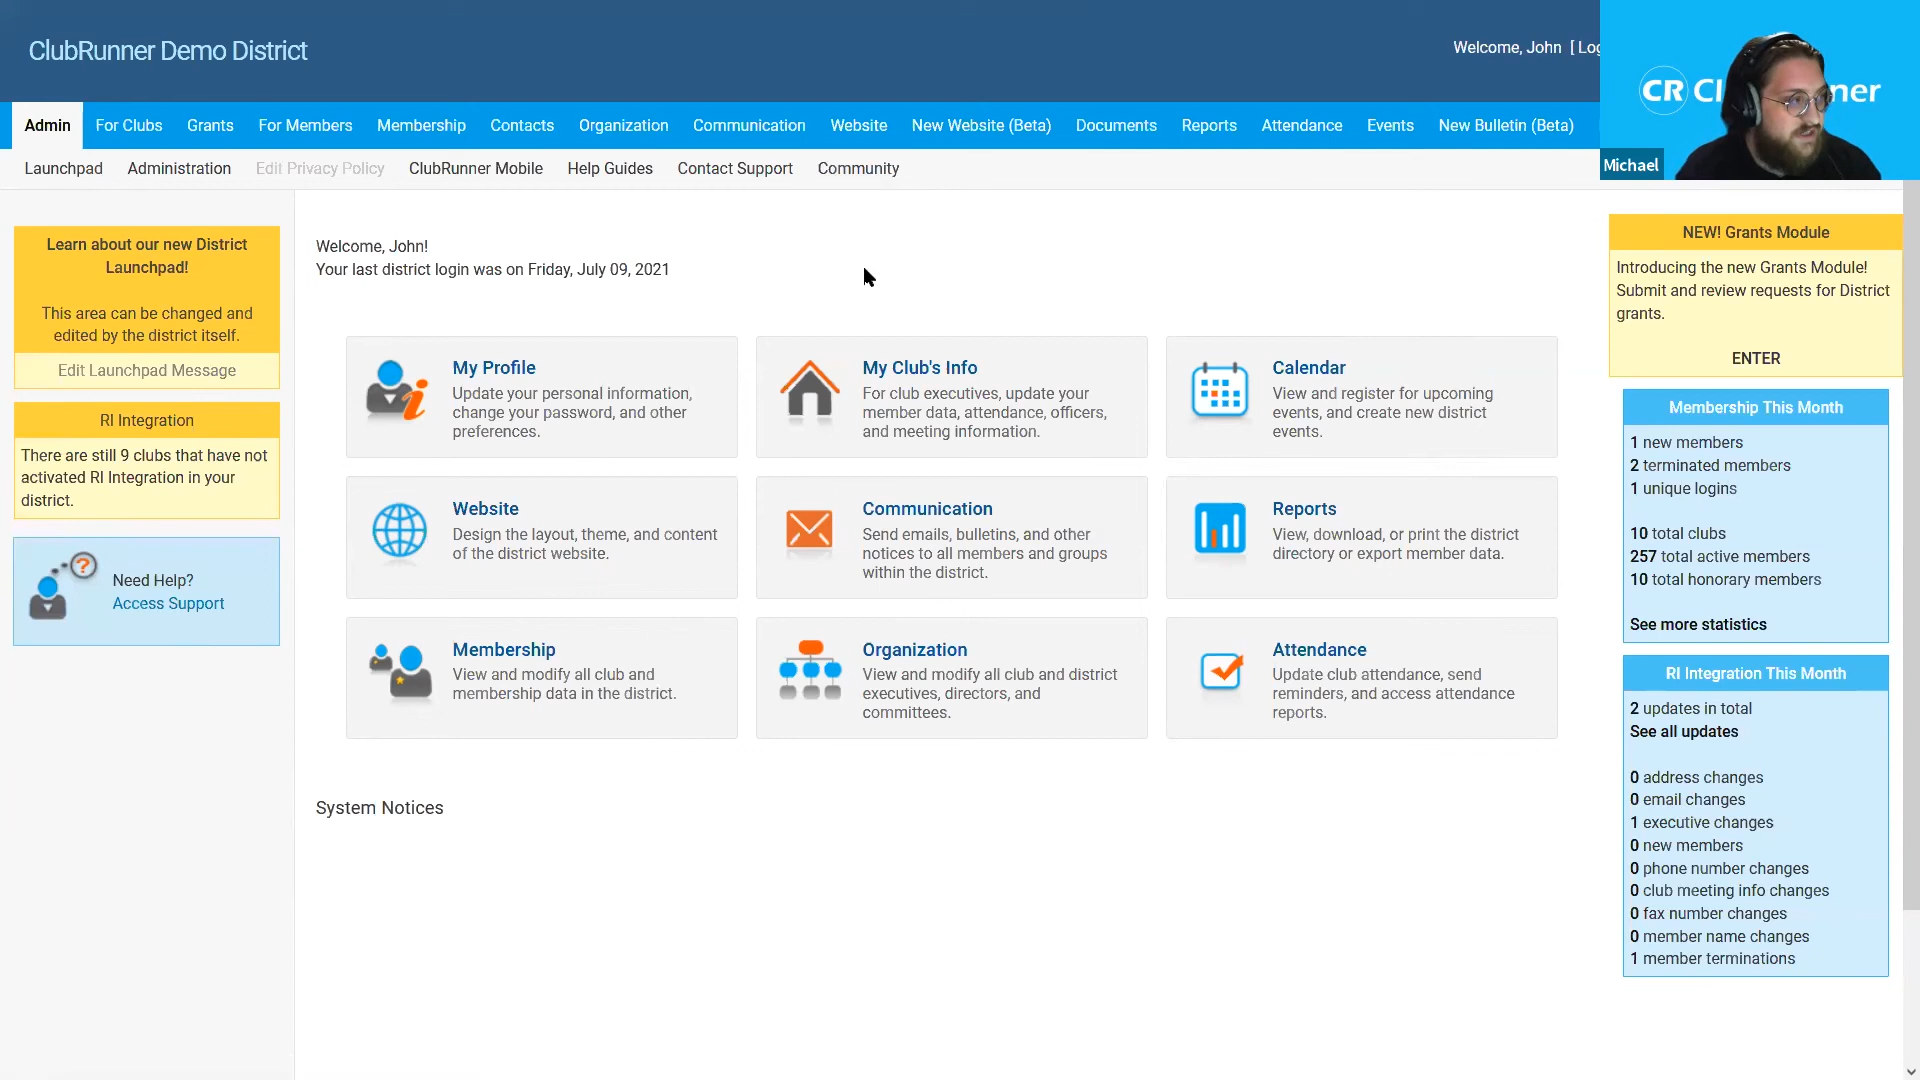 ClubRunner Demo District
Welcome, John [ Log
CR Cl ner
Michael
Admin For Clubs Grants For Members Membership Contacts Organization Communication Website New Website (Beta) Documents Reports Attendance Events New Bulletin (Beta)
Launchpad Administration Edit Privacy Policy ClubRunner Mobile Help Guides Contact Support Community
Learn about our new District
Launchpad!
This area can be changed and
edited by the district itself.
Edit Launchpad Message
RI Integration
There are still 9 clubs that have not
activated RI Integration in your
district.
Need Help?
Access Support
Welcome, John!
Your last district login was on Friday, July 09, 2021
My Profile
Update your personal information,
change your password, and other
preferences.
My Club's Info
For club executives, update your
member data, attendance, officers,
and meeting information.
Calendar
View and register for upcoming
events, and create new district
events.
Website
Design the layout, theme, and content
of the district website.
Communication
Send emails, bulletins, and other
notices to all members and groups
within the district.
Reports
View, download, or print the district
directory or export member data.
Membership
View and modify all club and
membership data in the district.
Organization
View and modify all club and district
executives, directors, and
committees.
Attendance
Update club attendance, send
reminders, and access attendance
reports.
System Notices
NEW! Grants Module
Introducing the new Grants Module!
Submit and review requests for District
grants.
ENTER
Membership This Month
1 new members
2 terminated members
1 unique logins
10 total clubs
257 total active members
10 total honorary members
See more statistics
RI Integration This Month
2 updates in total
See all updates
0 address changes
0 email changes
1 executive changes
0 new members
0 phone number changes
0 club meeting info changes
0 fax number changes
0 member name changes
1 member terminations